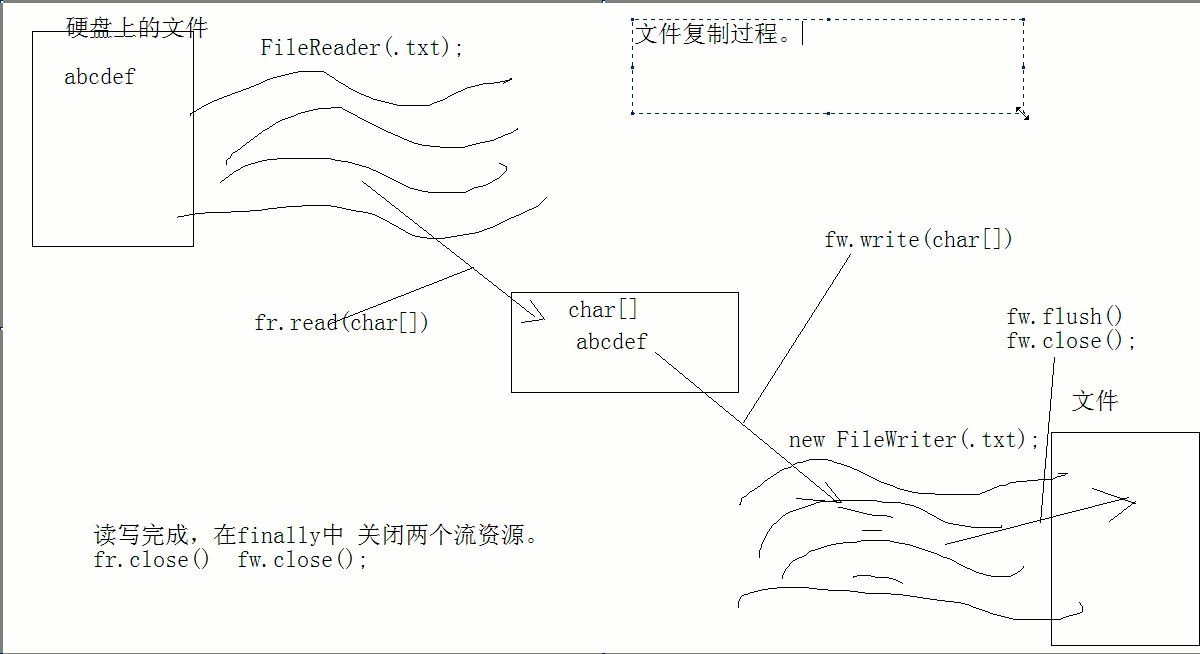 硬盘上的文件
FileReader(.txt);
abcdef
文件复制过程。
fw.write(char[])
fr.read(char[])
char[]
abcdef
fw.flush()
fw.close();
文件
new FileWriter(.txt);
读写完成，在finally中 关闭两个流资源。
fr.close()  fw.close();